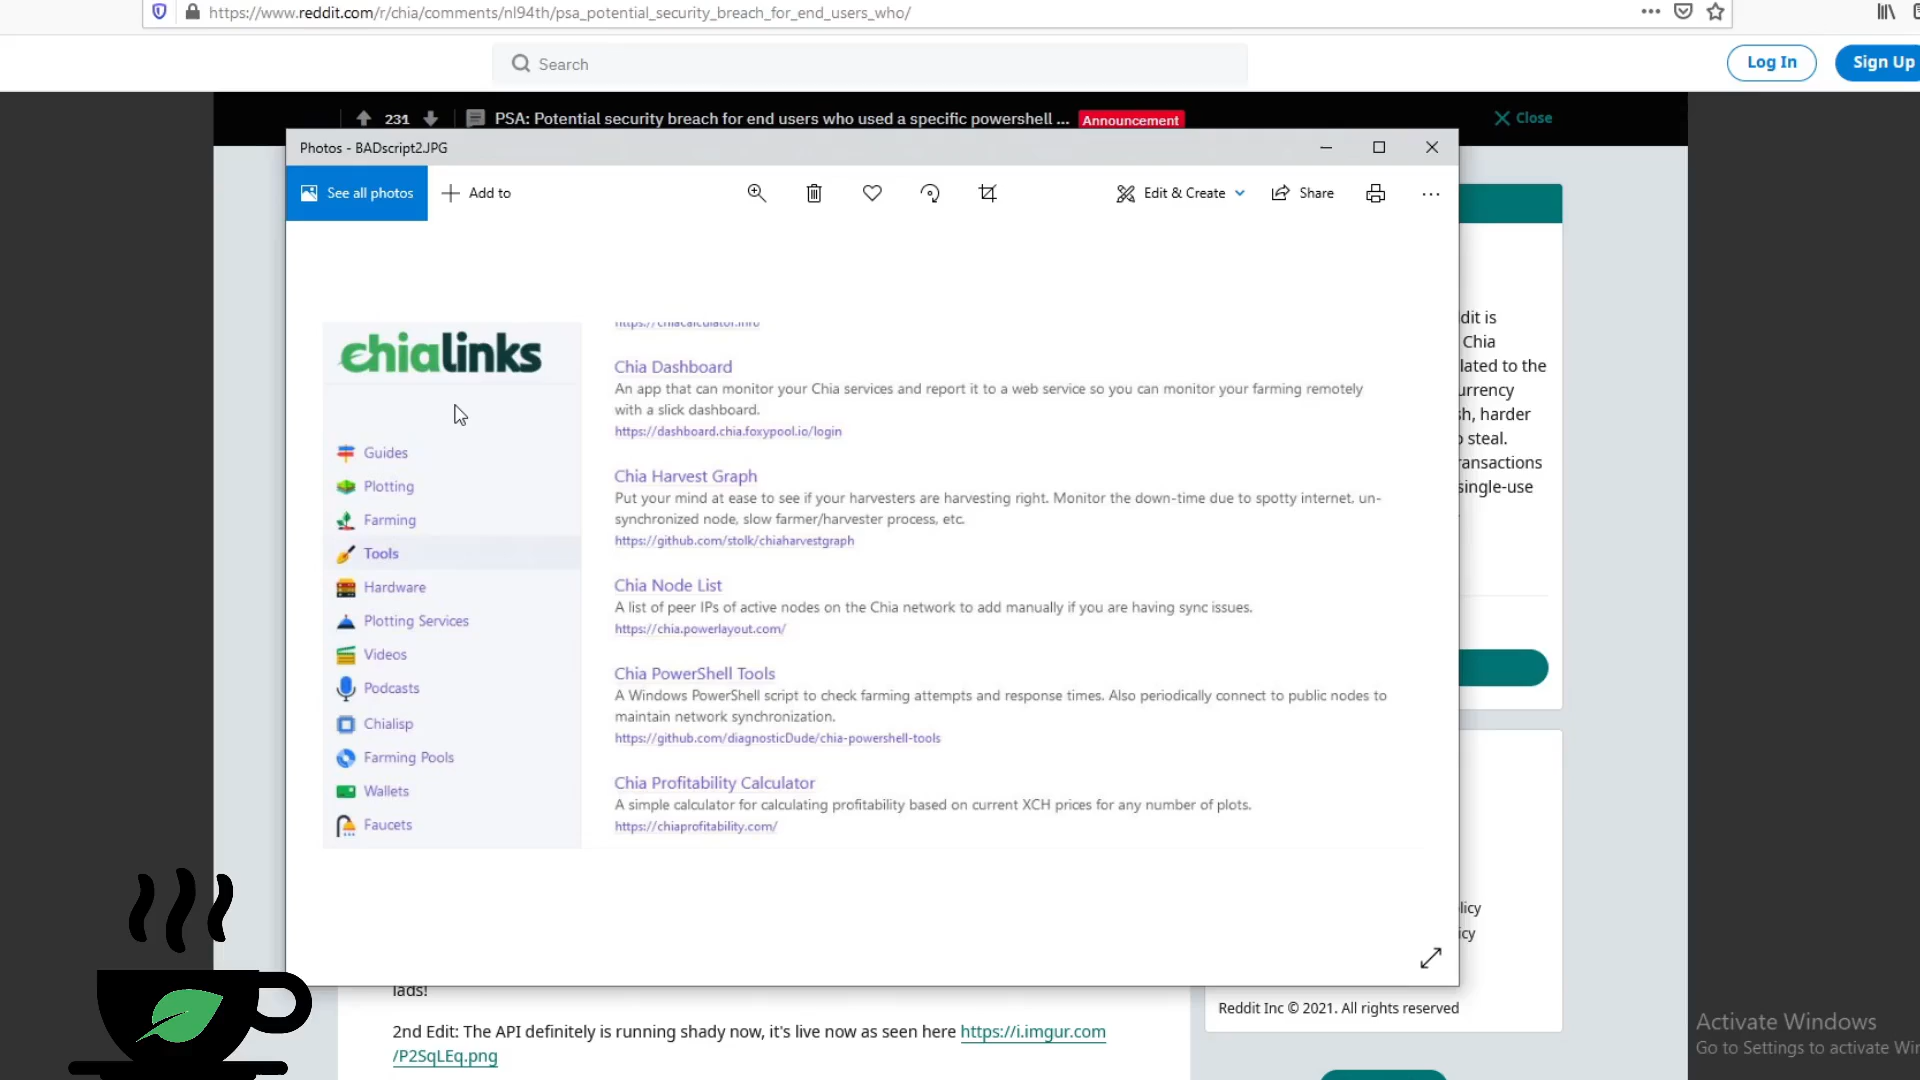 https://www.reddit.com/r/chia/comments/nl94th/psa_potential_security_breach_for_end_users_who/
Search
Log In
Sign Up
231
PSA: Potential security breach for end users who used a specific powershell ...
Announcement
Close
Photos - BADscript2.JPG
See all photos
Add to
Edit & Create
Share
chialinks
Guides
Plotting
Farming
Tools
Hardware
Plotting Services
Videos
Podcasts
Chialisp
Farming Pools
Wallets
Faucets
https://chiacalculator.info
Chia Dashboard
An app that can monitor your Chia services and report it to a web service so you can monitor your farming remotely
with a slick dashboard.
https://dashboard.chia.foxypool.io/login
Chia Harvest Graph
Put your mind at ease to see if your harvesters are harvesting right. Monitor the down-time due to spotty internet, un-
synchronized node, slow farmer/harvester process, etc.
https://github.com/stolk/chiaharvestgraph
Chia Node List
A list of peer IPs of active nodes on the Chia network to add manually if you are having sync issues.
https://chia.powerlayout.com/
Chia PowerShell Tools
A Windows PowerShell script to check farming attempts and response times. Also periodically connect to public nodes to
maintain network synchronization.
https://github.com/diagnosticDude/chia-powershell-tools
Chia Profitability Calculator
A simple calculator for calculating profitability based on current XCH prices for any number of plots.
https://chiaprofitability.com/
dit is
Chia
lated to the
urrency
sh, harder
o steal.
ransactions
single-use
licy
icy
Reddit Inc © 2021. All rights reserved
lads!
2nd Edit: The API definitely is running shady now, it's live now as seen here https://i.imgur.com
/P2SqLEq.png
Activate Windows
Go to Settings to activate Win